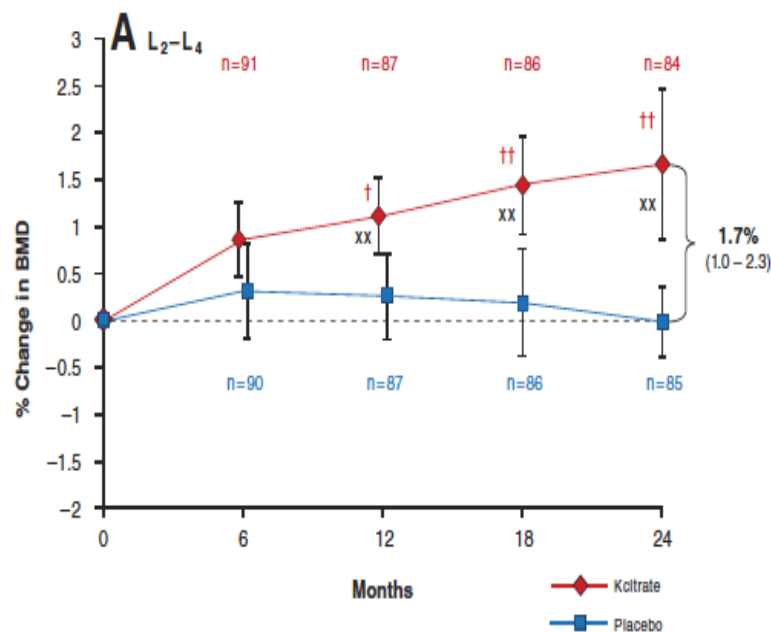 A L₂–L₄
3
2.5
2
1.5
1
0.5
0
−0.5
−1
−1.5
−2
% Change in BMD
n=91 n=87 n=86 n=84
† †† ††
xx xx xx
1.7%
(1.0 – 2.3)
n=90 n=87 n=86 n=85
0 6 12 18 24
Months
Kcitrate
Placebo